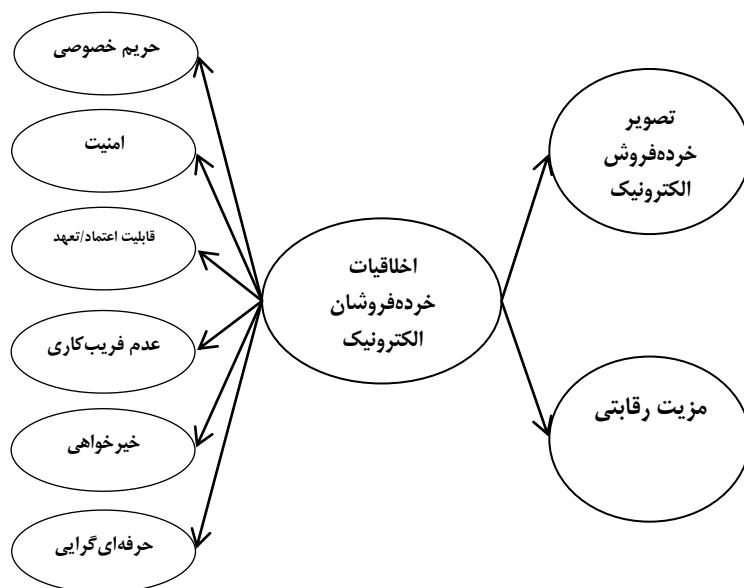 حریم خصوصی
امنیت
قابلیت اعتماد/تعهد
عدم فریب‌کاری
خیرخواهی
حرفه‌ای‌گرایی
اخلاقیات
خرده‌فروشان
الکترونیک
تصویر
خرده‌فروش
الکترونیک
مزیت رقابتی